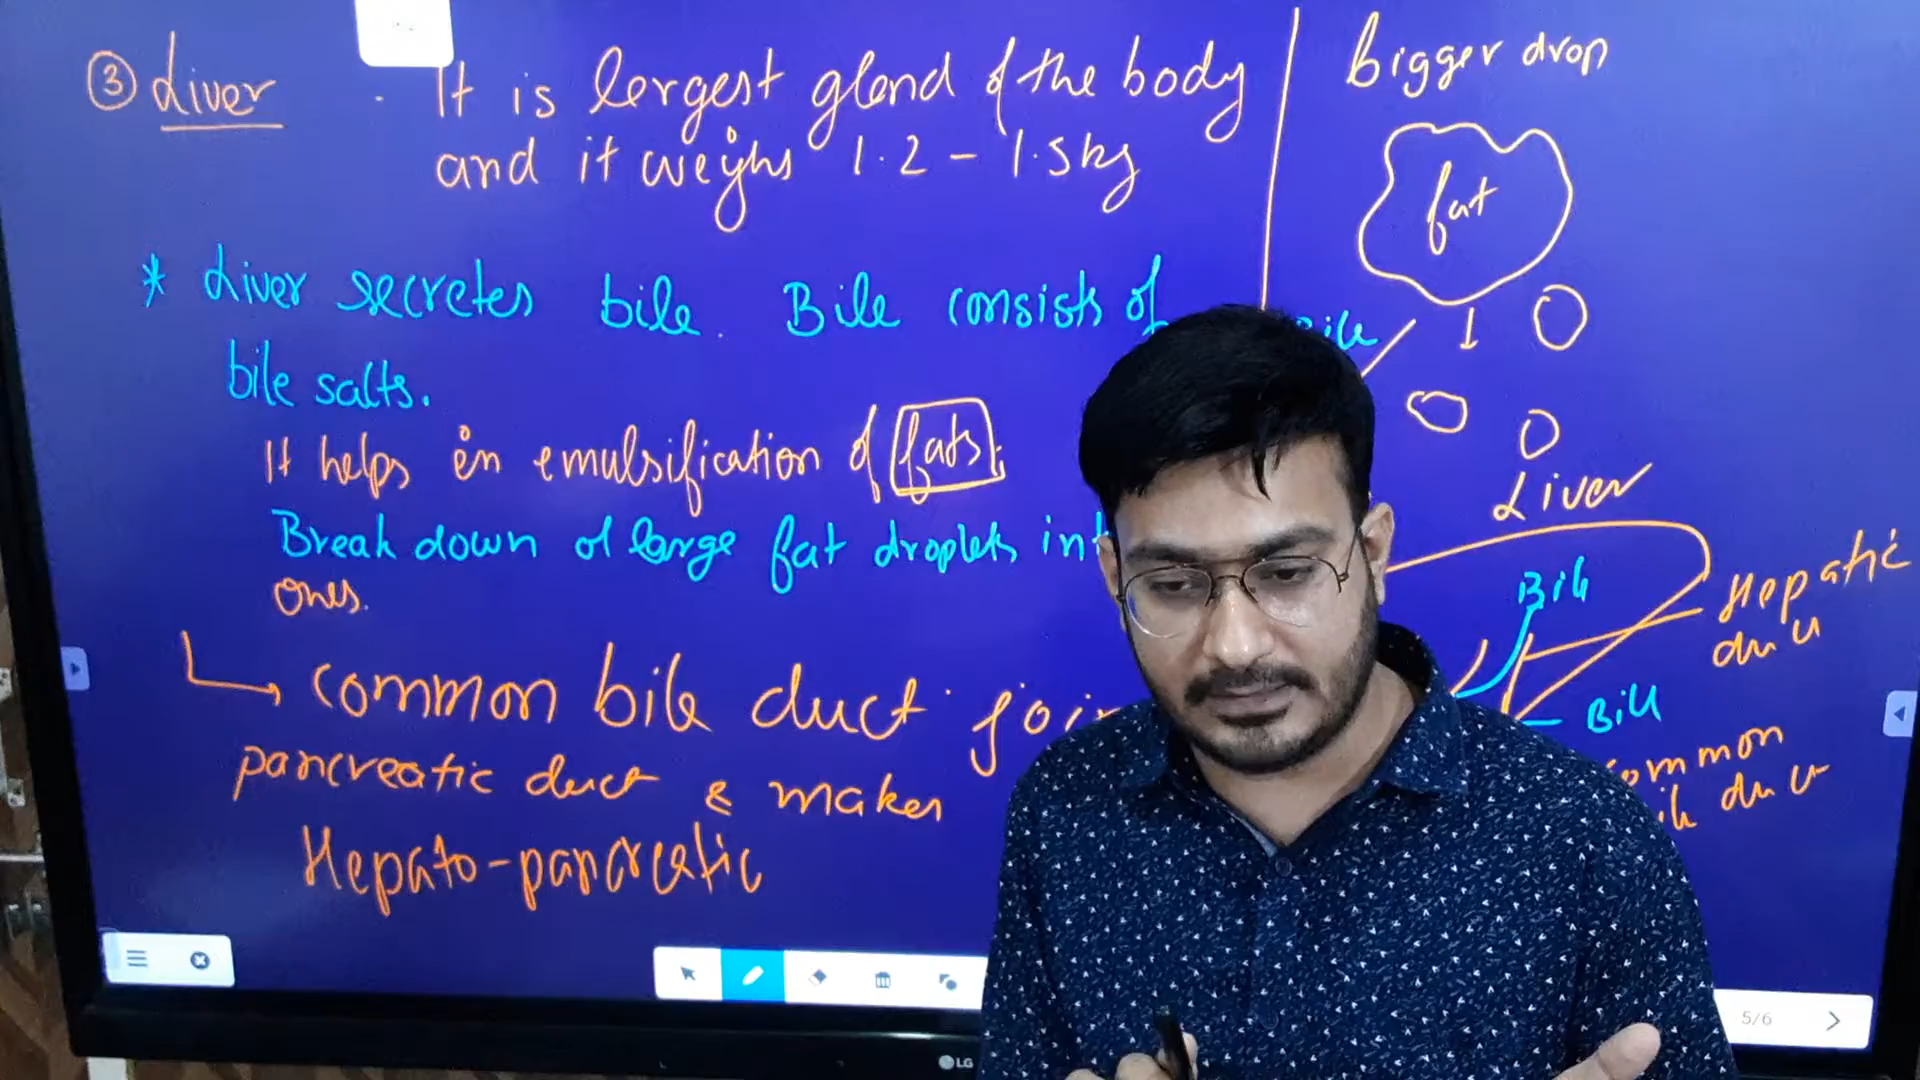 ③ Liver
. It is largest gland of the body
and it weighs 1.2 - 1.5 kg
* Liver secretes bile. Bile consists of
bile salts.
It helps in emulsification of fats.
Break down of large fat droplets int
ones.
common bile duct join
pancreatic duct & makes
Hepato-pancreatic
Bigger drop
fat
Liver
Bile
Hepatic
Bile
common
LG
5/6